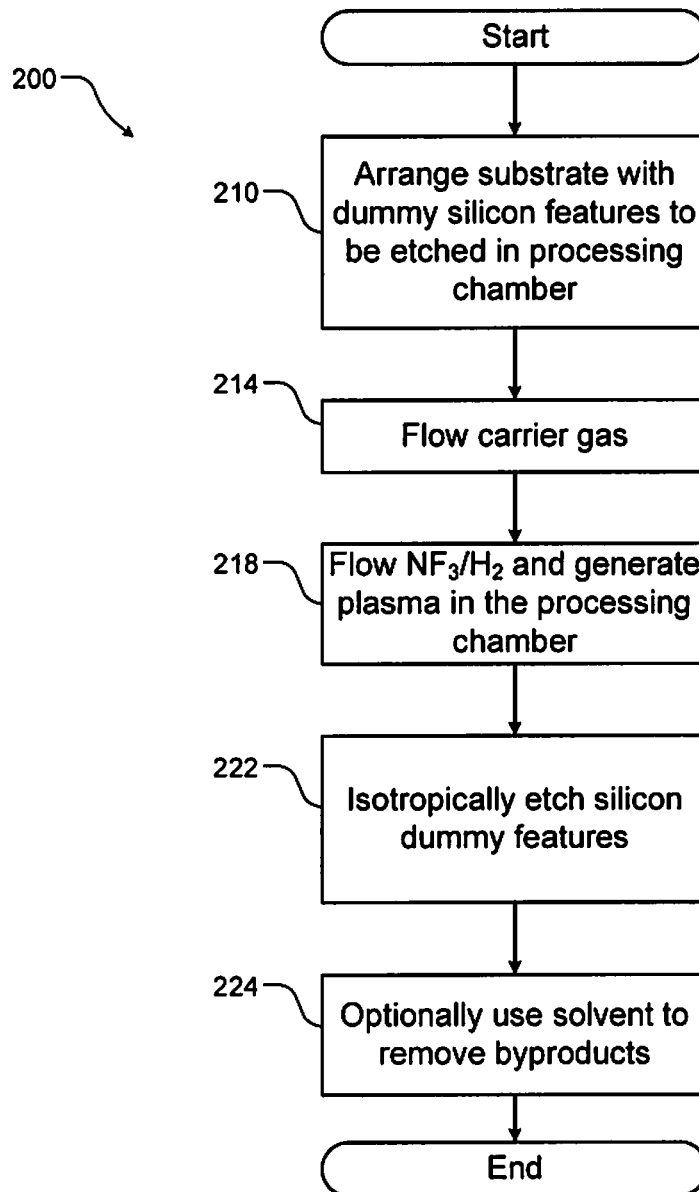 Start
200
210
Arrange substrate with
dummy silicon features to
be etched in processing
chamber
214
Flow carrier gas
218
Flow NF₃/H₂ and generate
plasma in the processing
chamber
222
Isotropically etch silicon
dummy features
224
Optionally use solvent to
remove byproducts
End